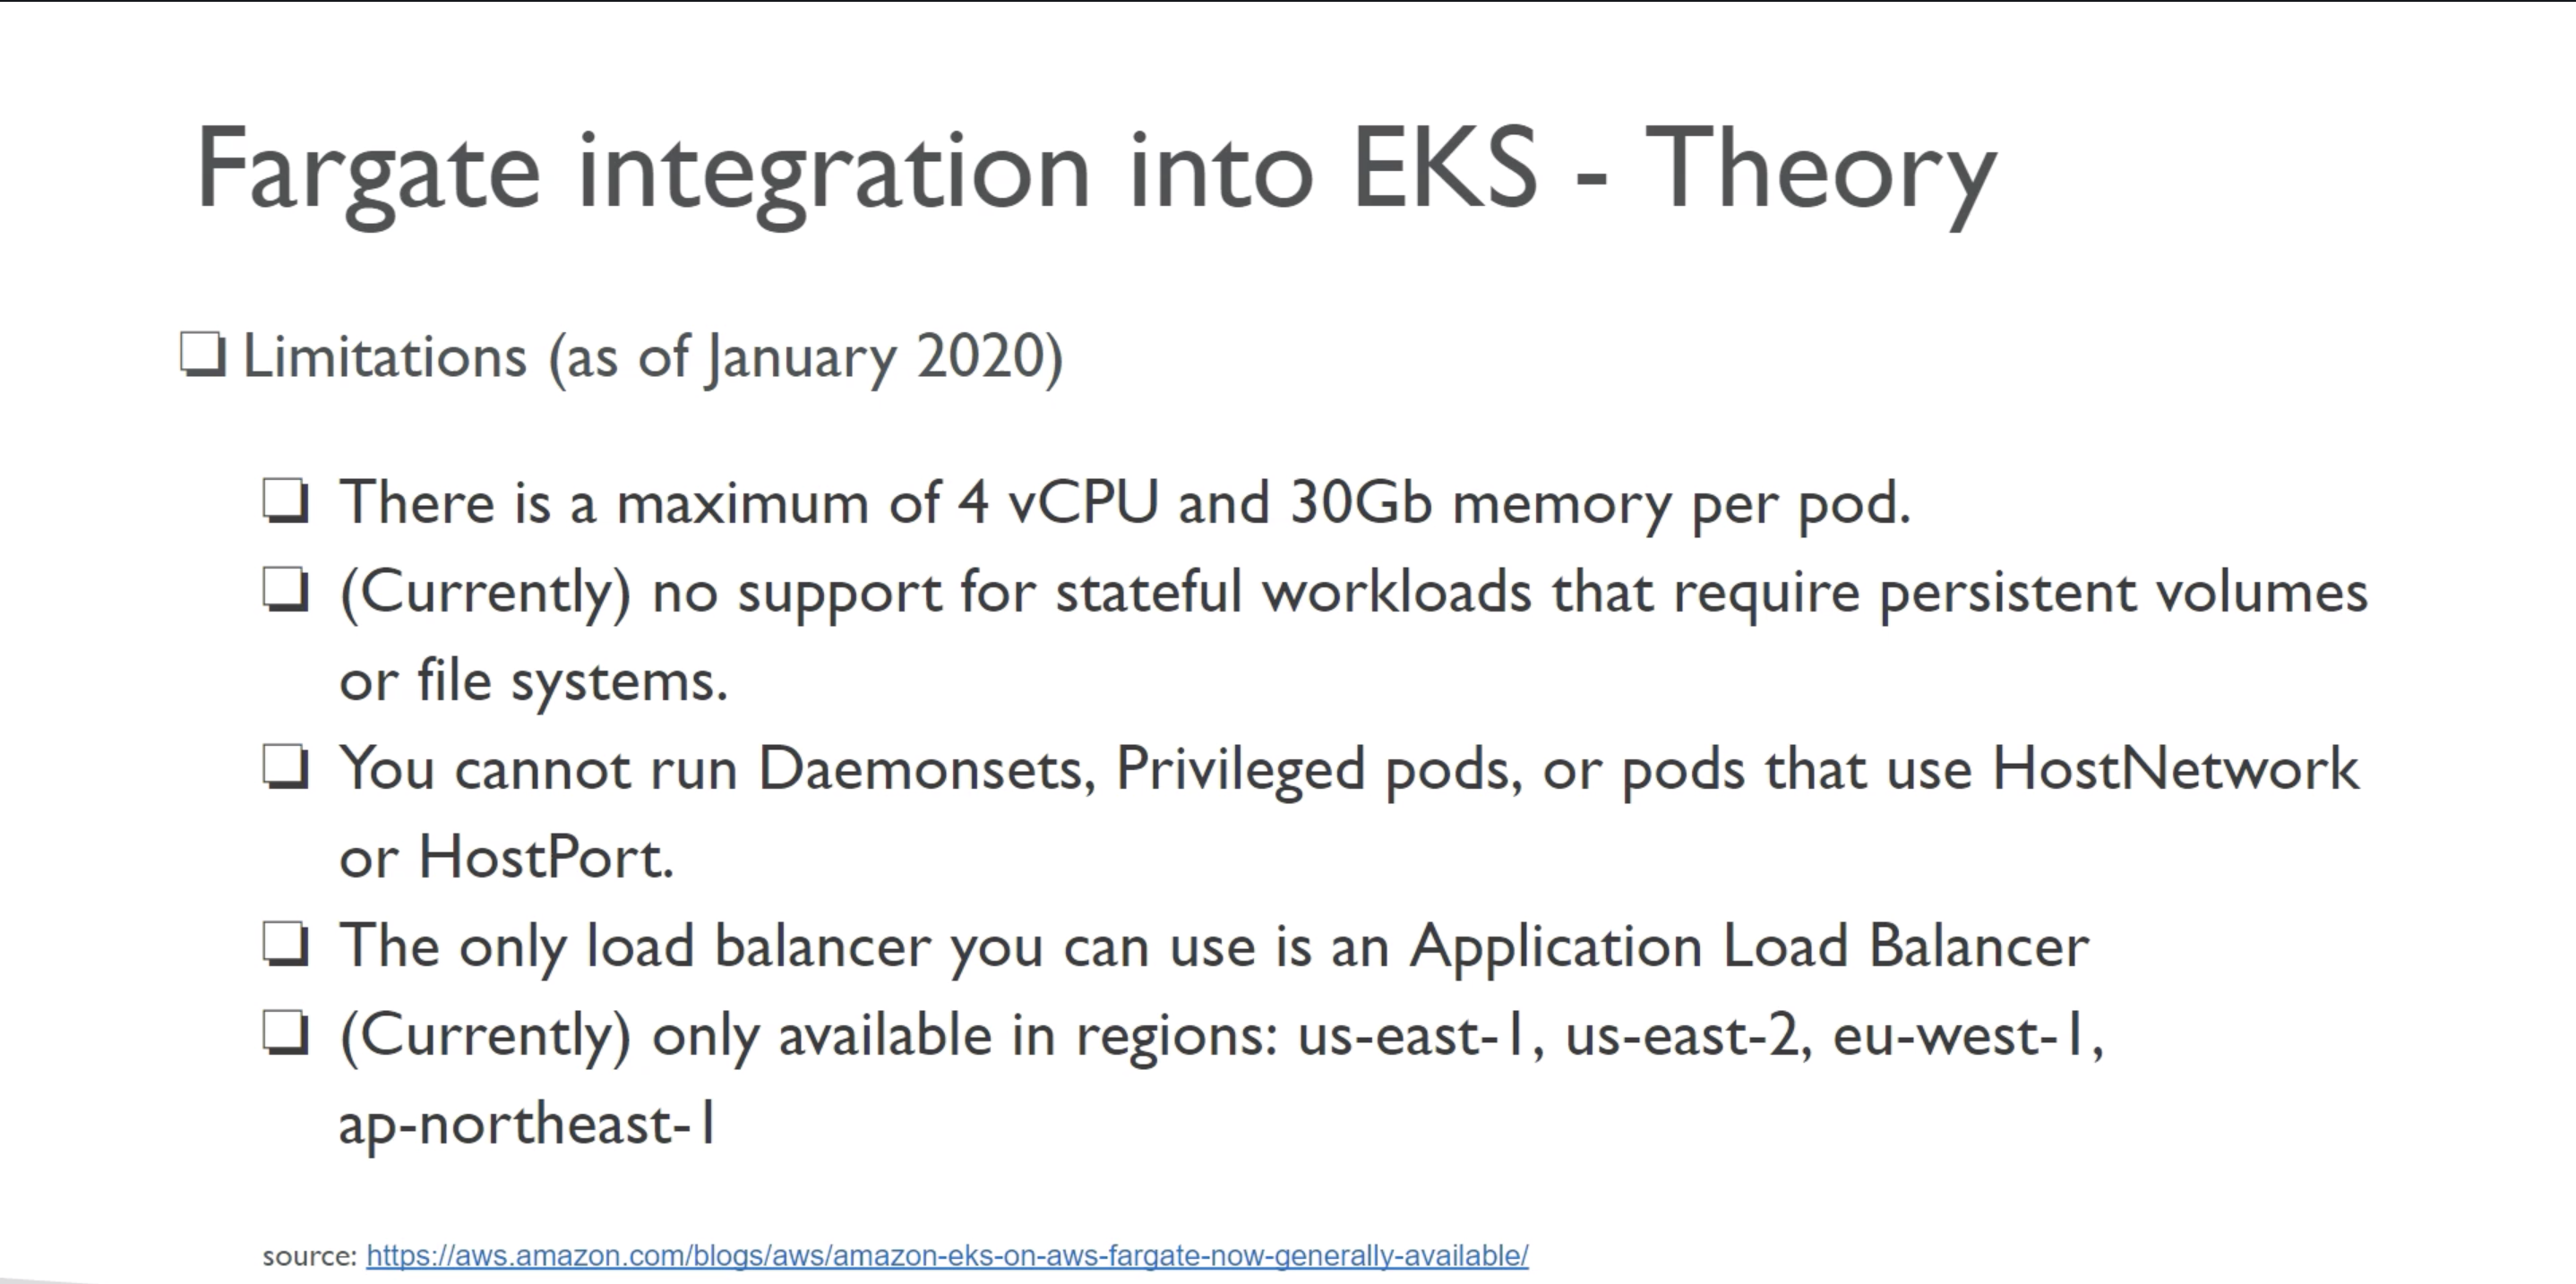 Fargate integration into EKS - Theory
❏ Limitations (as of January 2020)
❏ There is a maximum of 4 vCPU and 30Gb memory per pod.
❏ (Currently) no support for stateful workloads that require persistent volumes
or file systems.
❏ You cannot run Daemonsets, Privileged pods, or pods that use HostNetwork
or HostPort.
❏ The only load balancer you can use is an Application Load Balancer
❏ (Currently) only available in regions: us-east-1, us-east-2, eu-west-1,
ap-northeast-1
source: https://aws.amazon.com/blogs/aws/amazon-eks-on-aws-fargate-now-generally-available/